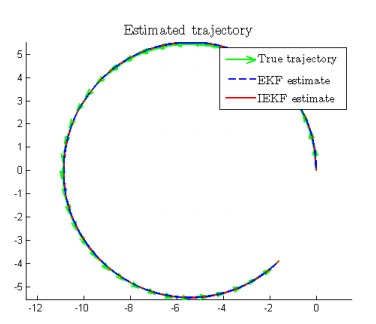 Estimated trajectory
True trajectory
EKF estimate
IEKF estimate
5
4
3
2
1
0
-1
-2
-3
-4
-5
-12 -10 -8 -6 -4 -2 0